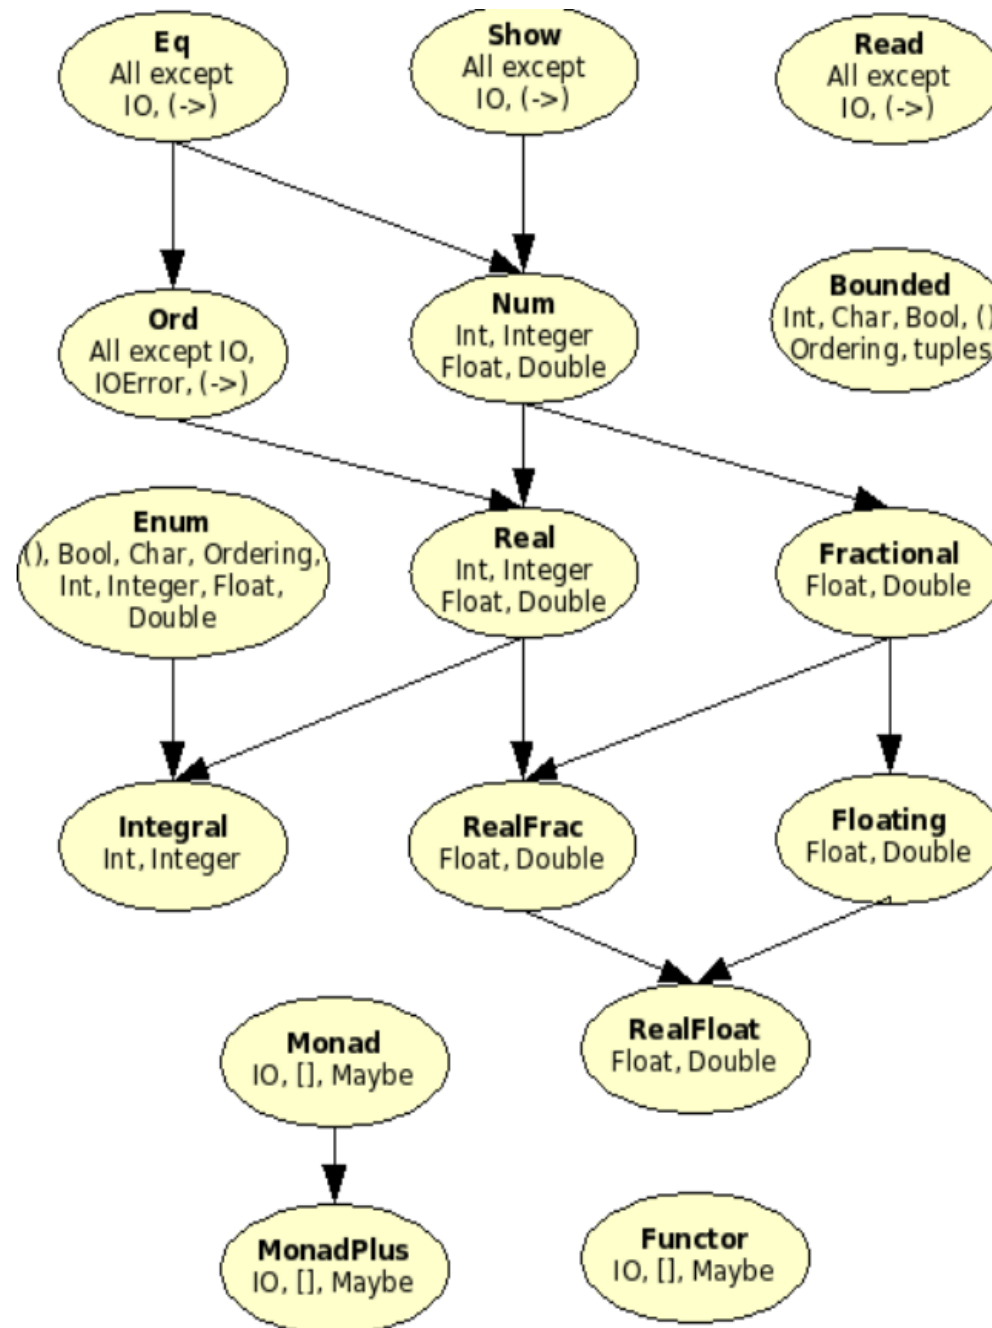 Eq
All except
IO, (->)
Show
All except
IO, (->)
Read
All except
IO, (->)
Ord
All except IO,
IOError, (->)
Num
Int, Integer
Float, Double
Bounded
Int, Char, Bool, ()
Ordering, tuples
Enum
(), Bool, Char, Ordering,
Int, Integer, Float,
Double
Real
Int, Integer
Float, Double
Fractional
Float, Double
Integral
Int, Integer
RealFrac
Float, Double
Floating
Float, Double
Monad
IO, [], Maybe
RealFloat
Float, Double
MonadPlus
IO, [], Maybe
Functor
IO, [], Maybe